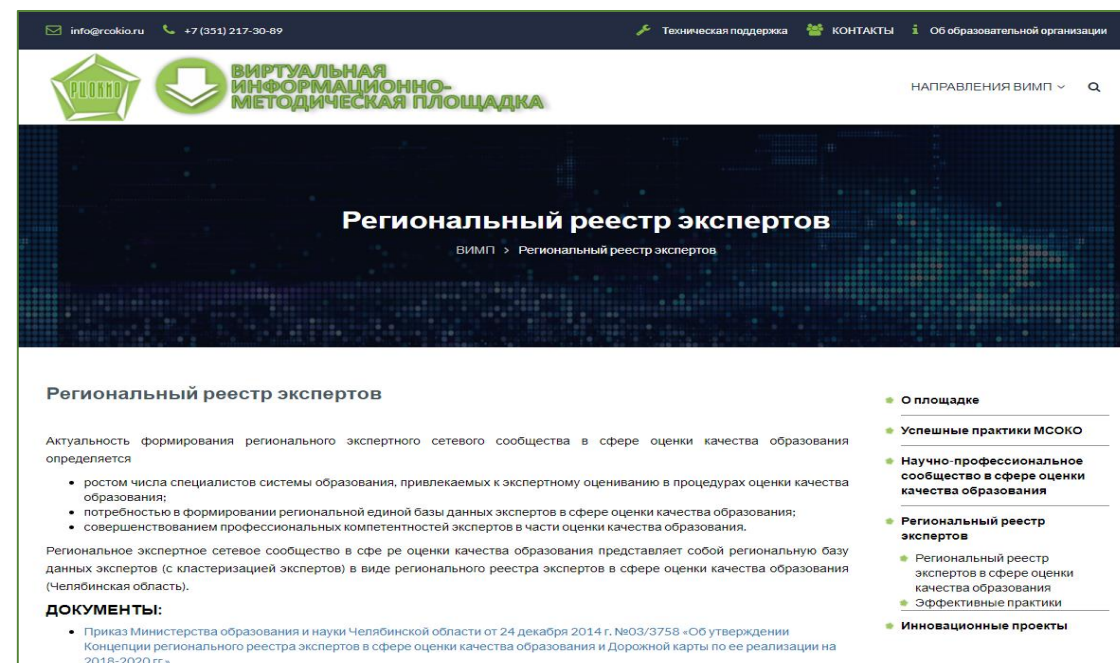 info@rcokio.ru +7 (351) 217-30-89 Техническая поддержка КОНТАКТЫ Об образовательной организации
РЦОКИО
ВИРТУАЛЬНАЯ
ИНФОРМАЦИОННО-
МЕТОДИЧЕСКАЯ ПЛОЩАДКА
НАПРАВЛЕНИЯ ВИМП
Региональный реестр экспертов
ВИМП > Региональный реестр экспертов
Региональный реестр экспертов
Актуальность формирования регионального экспертного сетевого сообщества в сфере оценки качества образования
определяется
• ростом числа специалистов системы образования, привлекаемых к экспертному оцениванию в процедурах оценки качества
образования;
• потребностью в формировании региональной единой базы данных экспертов в сфере оценки качества образования;
• совершенствованием профессиональных компетентностей экспертов в части оценки качества образования.
Региональное экспертное сетевое сообщество в сфе ре оценки качества образования представляет собой региональную базу
данных экспертов (с кластеризацией экспертов) в виде регионального реестра экспертов в сфере оценки качества образования
(Челябинская область).
ДОКУМЕНТЫ:
• Приказ Министерства образования и науки Челябинской области от 24 декабря 2014 г. №03/3758 «Об утверждении
Концепции регионального реестра экспертов в сфере оценки качества образования и Дорожной карты по ее реализации на
2018-2020 гг.»
О площадке
Успешные практики МСОКО
Научно-профессиональное
сообщество в сфере оценки
качества образования
Региональный реестр
экспертов
Региональный реестр
экспертов в сфере оценки
качества образования
Эффективные практики
Инновационные проекты